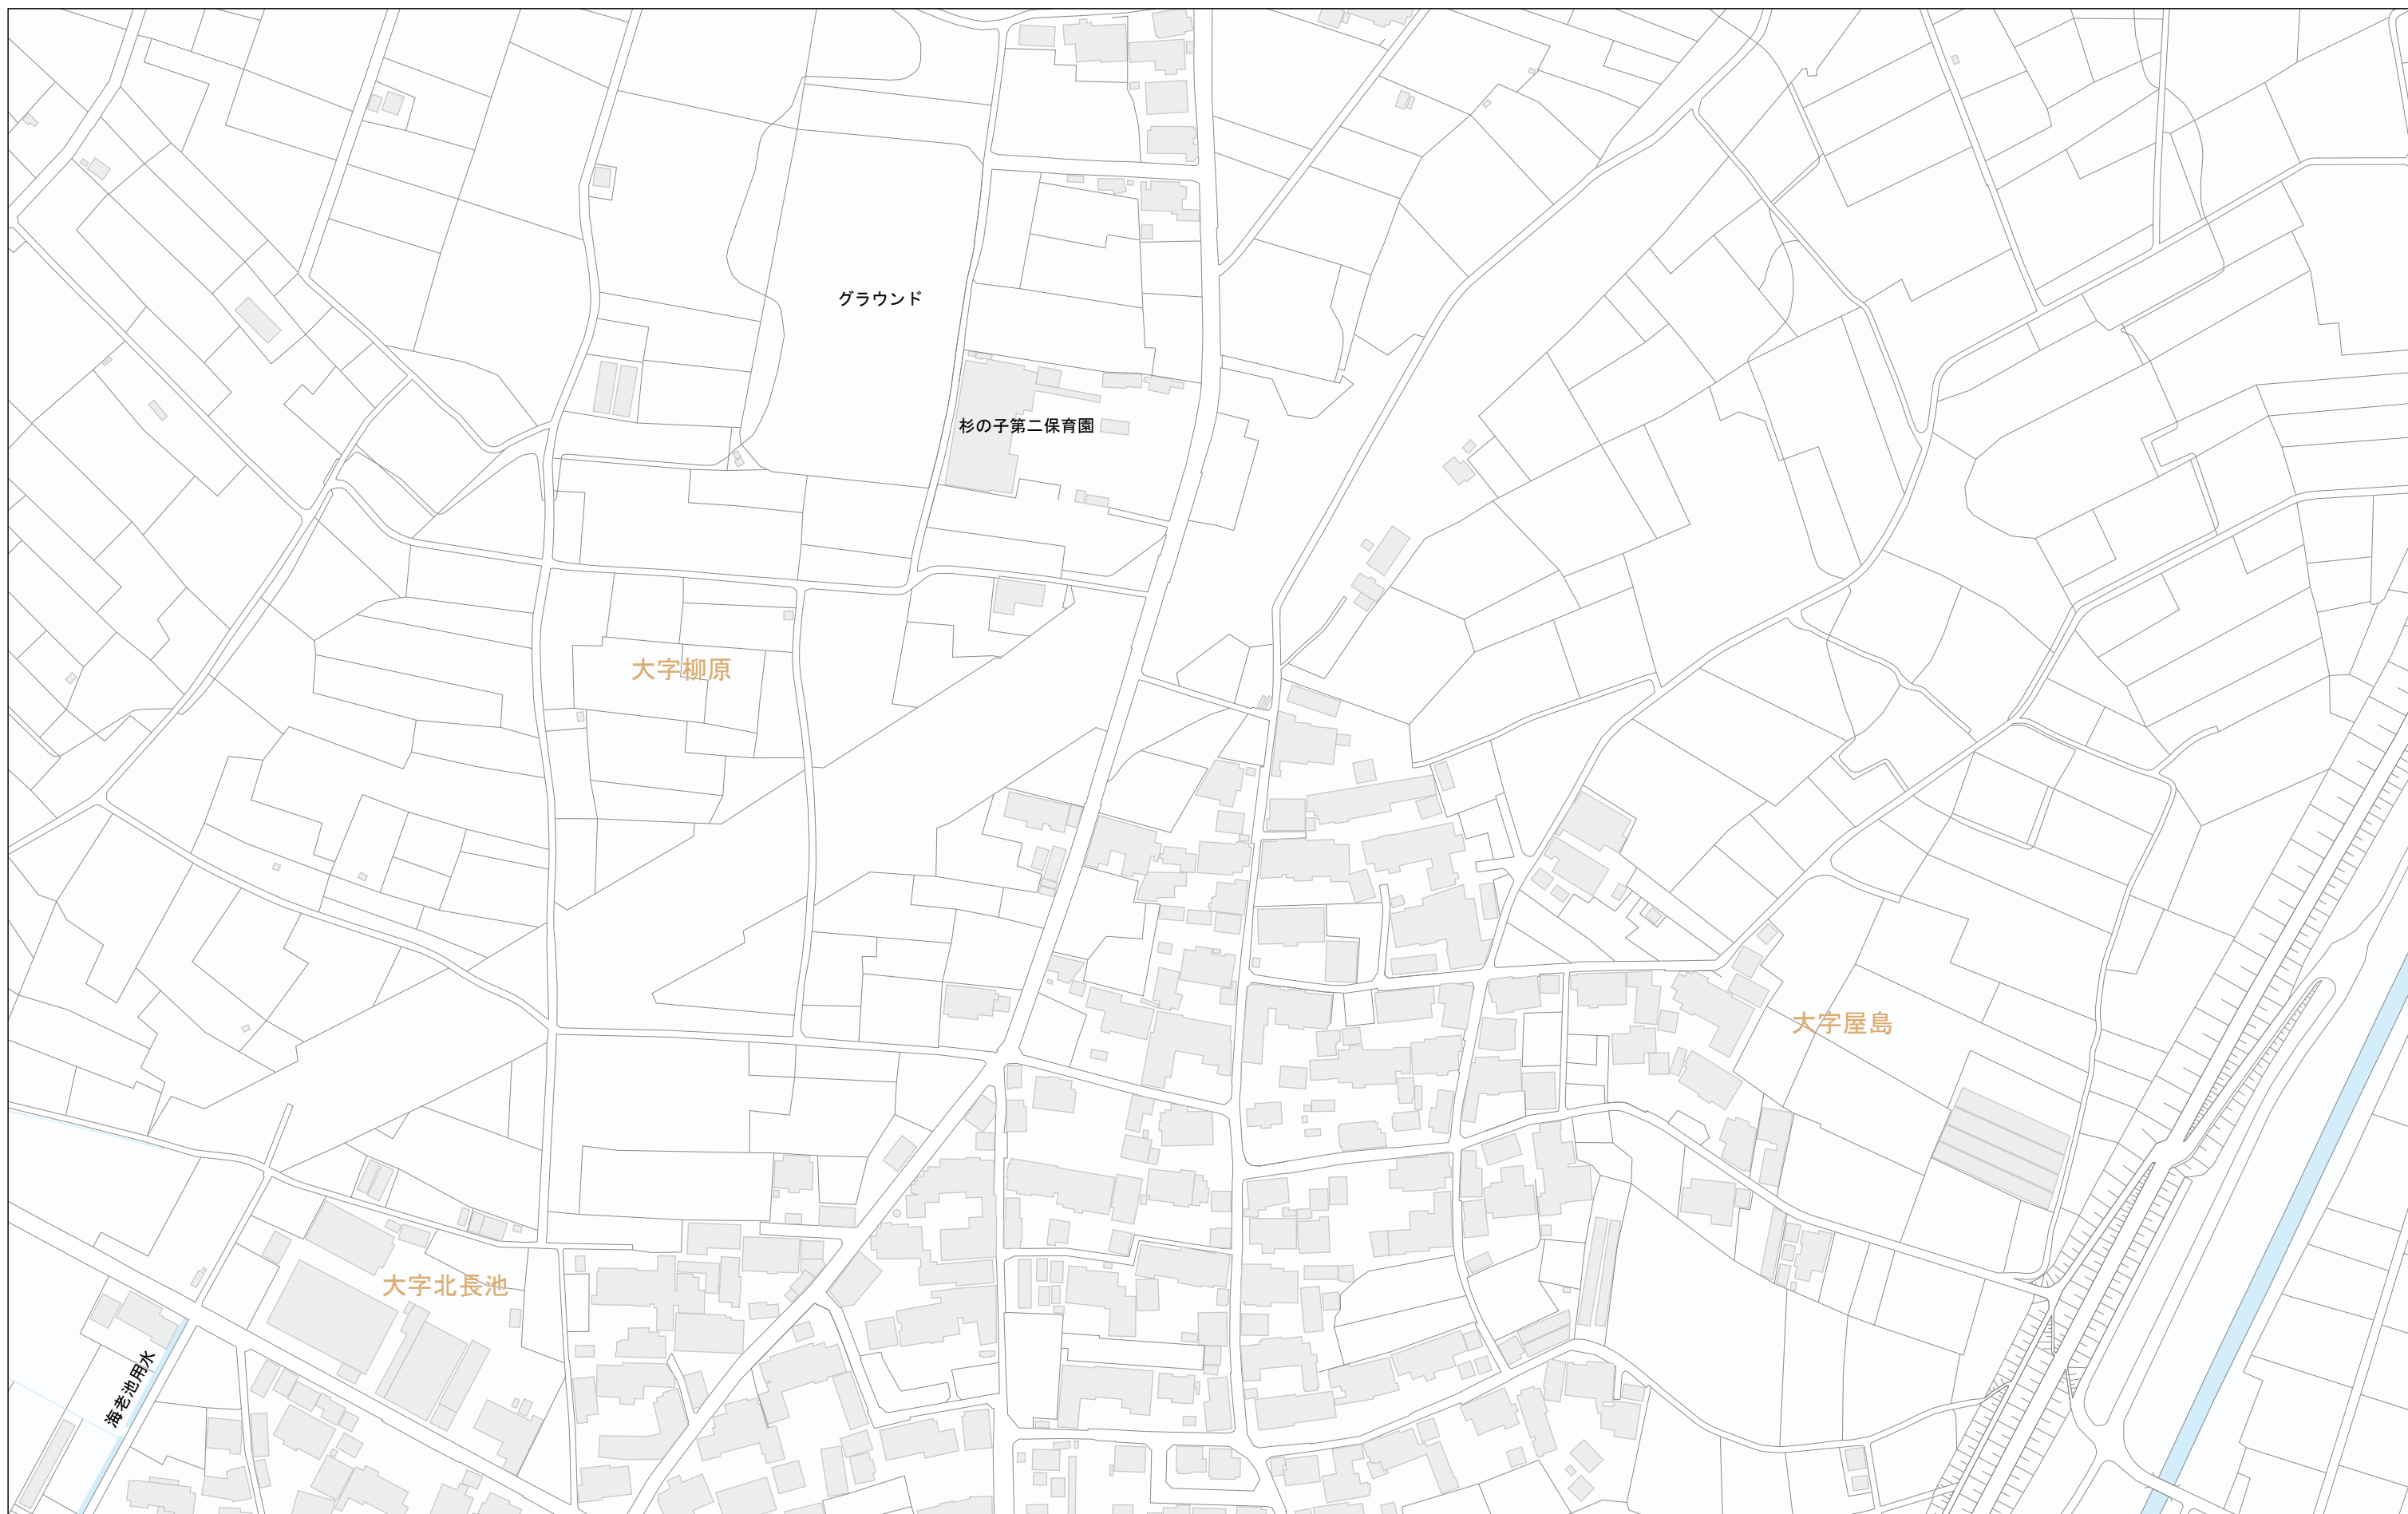 グラウンド
杉の子第二保育園
大字柳原
大字屋島
大字北長池
海老池用水